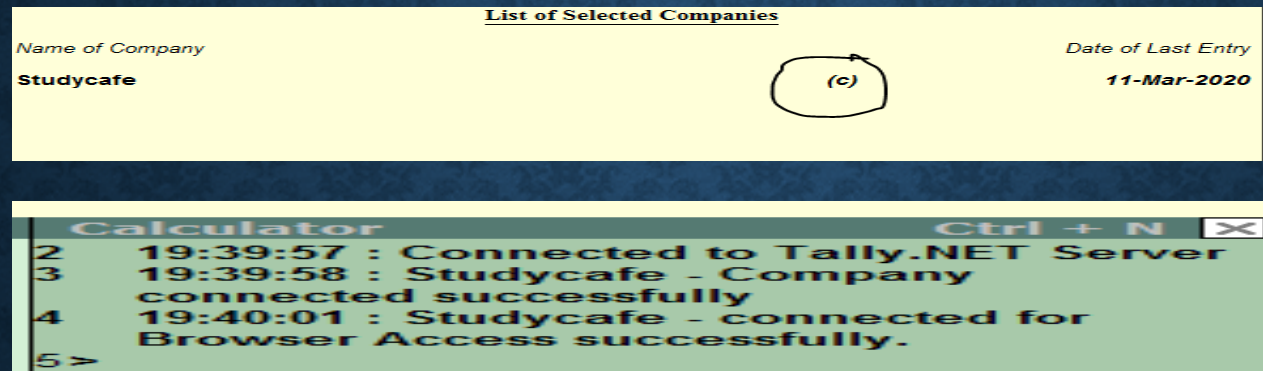 List of Selected Companies
Name of Company Date of Last Entry
Studycafe (c) 11-Mar-2020
Calculator Ctrl + N X
2 19:39:57 : Connected to Tally.NET Server
3 19:39:58 : Studycafe - Company
connected successfully
4 19:40:01 : Studycafe - connected for
Browser Access successfully.
5>